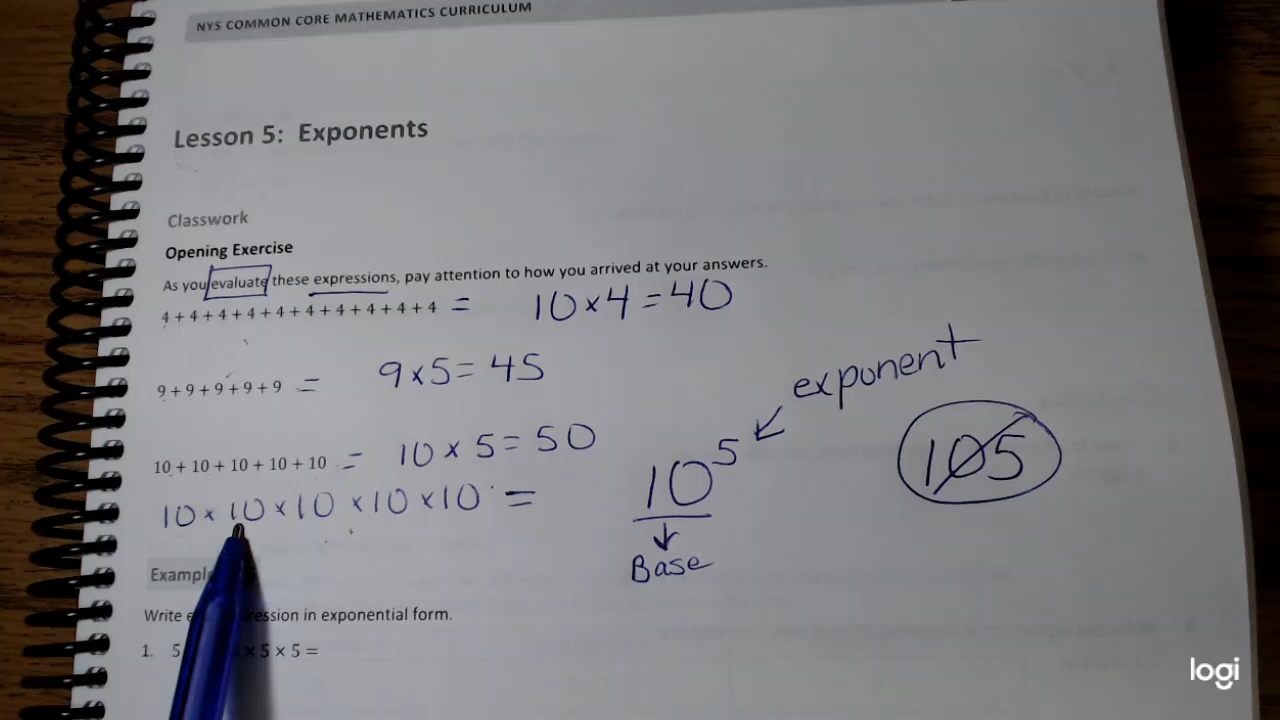 NYS COMMON CORE MATHEMATICS CURRICULUM
Lesson 5: Exponents
Classwork
Opening Exercise
As you evaluate these expressions, pay attention to how you arrived at your answers.
4 + 4 + 4 + 4 + 4 + 4 + 4 + 4 + 4 + 4 = 10 × 4 = 40
9 + 9 + 9 + 9 + 9 = 9 × 5 = 45
exponent
10 + 10 + 10 + 10 + 10 = 10 × 5 = 50
10⁵
105
10 × 10 × 10 × 10 × 10 =
Base
Write in exponential form.
1. 5 × 5 × 5 =
logi